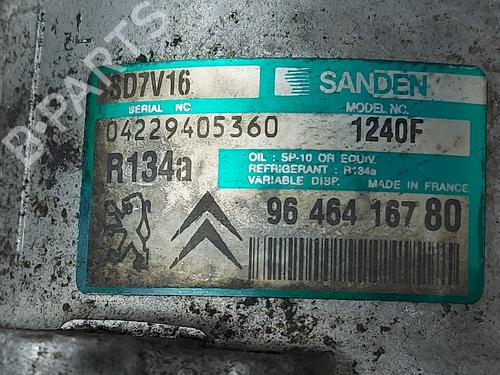 SD7V16
SANDEN
SERIAL NO.
MODEL NO.
04229405360
1240F
R134a
OIL : SP-10 OR EQUIV.
REFRIGERANT : R134a
VARIABLE DISP. MADE IN FRANCE
96 464 167 80
D PARTS